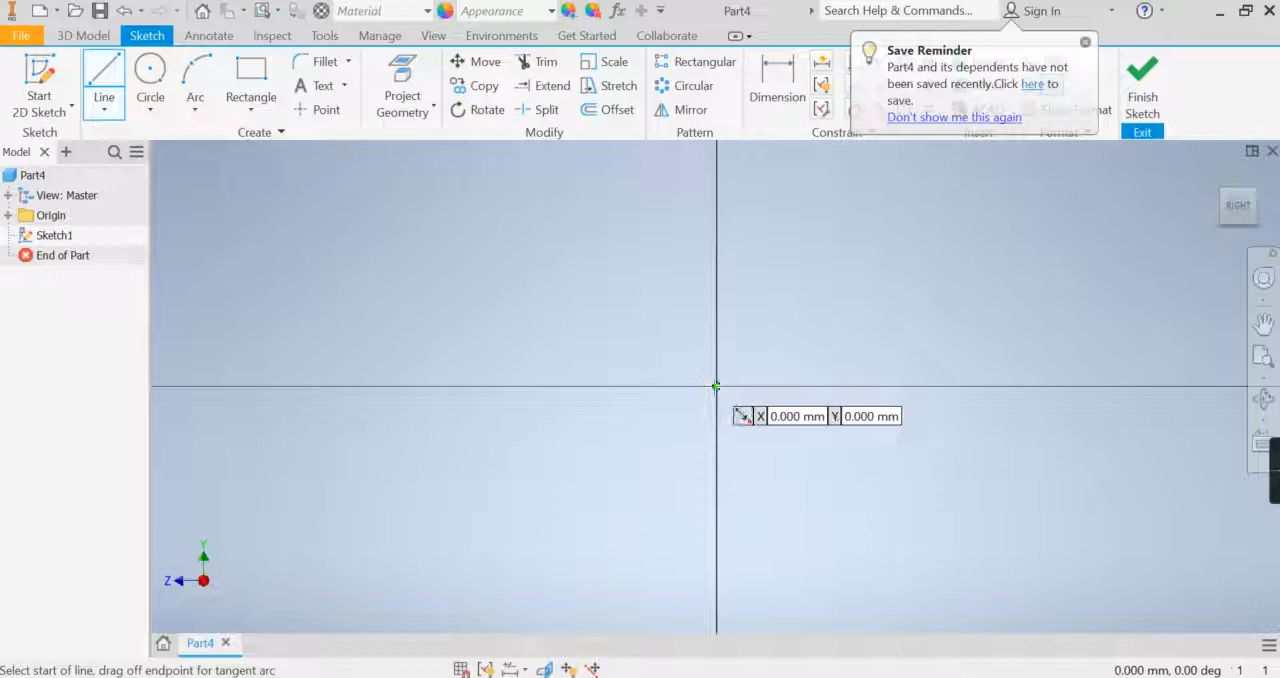 Material Appearance fx Part4 Search Help & Commands... Sign In
File 3D Model Sketch Annotate Inspect Tools Manage View Environments Get Started Collaborate
Save Reminder
Part4 and its dependents have not
been saved recently.Click here to
save.
Don't show me this again
Start
2D Sketch
Line
Circle
Arc
Rectangle
Fillet
Text
Point
Project
Geometry
Move
Copy
Rotate
Trim
Extend
Split
Scale
Stretch
Offset
Rectangular
Circular
Mirror
Dimension
Finish
Sketch
Sketch Create Modify Pattern Constrain Insert Format Exit
Model
Part4
View: Master
Origin
Sketch1
End of Part
RIGHT
X 0.000 mm Y 0.000 mm
Y
Z
Part4
Select start of line, drag off endpoint for tangent arc
0.000 mm, 0.00 deg 1 1